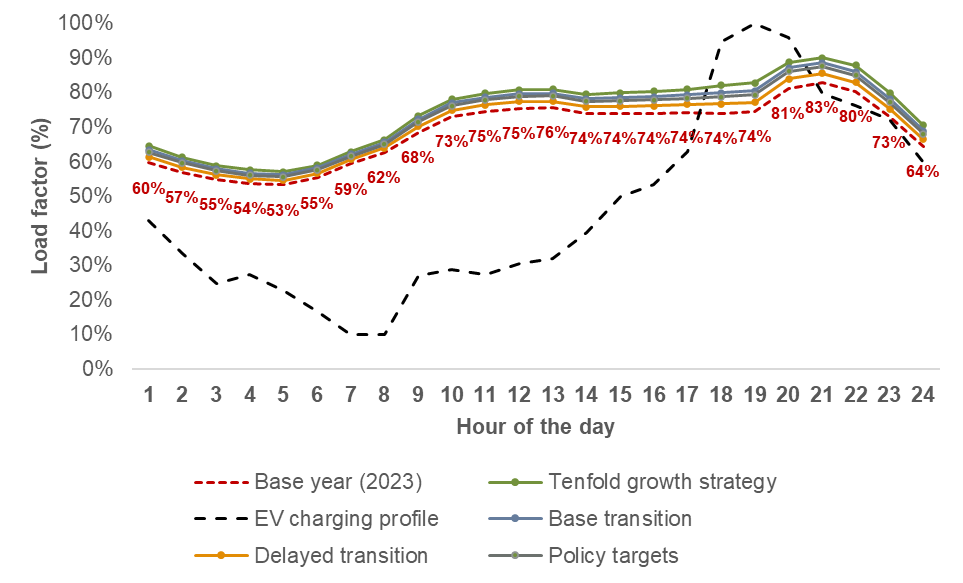 100%
90%
80%
70%
60%
50%
40%
30%
20%
10%
0%
Load factor (%)
60% 57% 55% 54% 53% 55% 59% 62% 68% 73% 75% 75% 76% 74% 74% 74% 74% 74% 74% 81% 83% 80% 73% 64%
1 2 3 4 5 6 7 8 9 10 11 12 13 14 15 16 17 18 19 20 21 22 23 24
Hour of the day
Base year (2023) Tenfold growth strategy
EV charging profile Base transition
Delayed transition Policy targets